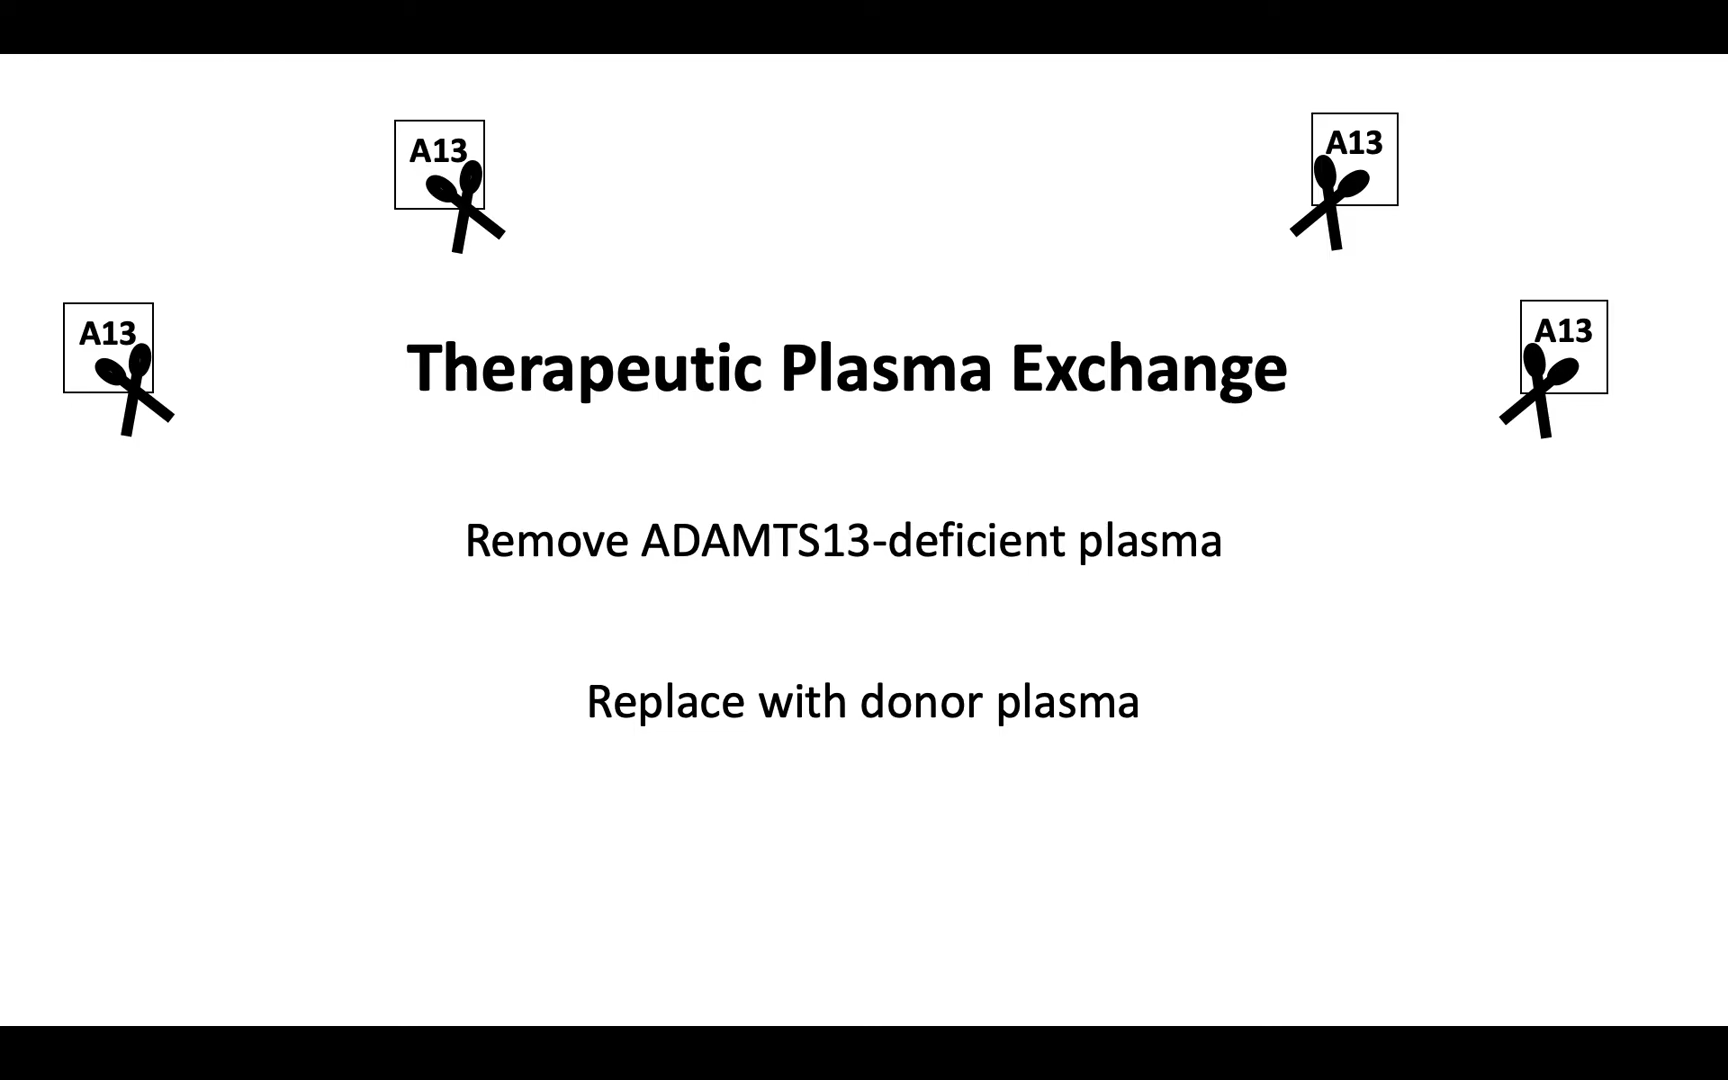 A13
A13
A13
A13
Therapeutic Plasma Exchange
Remove ADAMTS13-deficient plasma
Replace with donor plasma